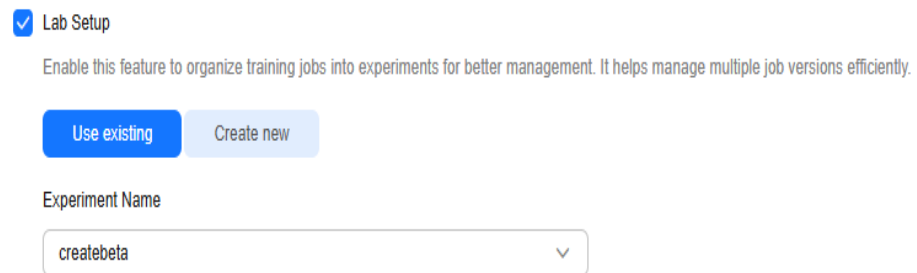 Lab Setup
Enable this feature to organize training jobs into experiments for better management. It helps manage multiple job versions efficiently.
Use existing Create new
Experiment Name
createbeta